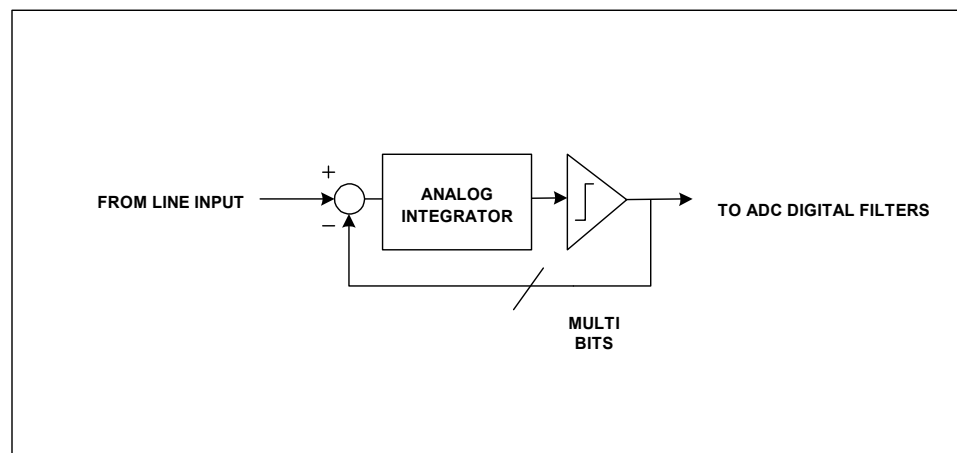 +
FROM LINE INPUT
−
ANALOG
INTEGRATOR
TO ADC DIGITAL FILTERS
MULTI
BITS